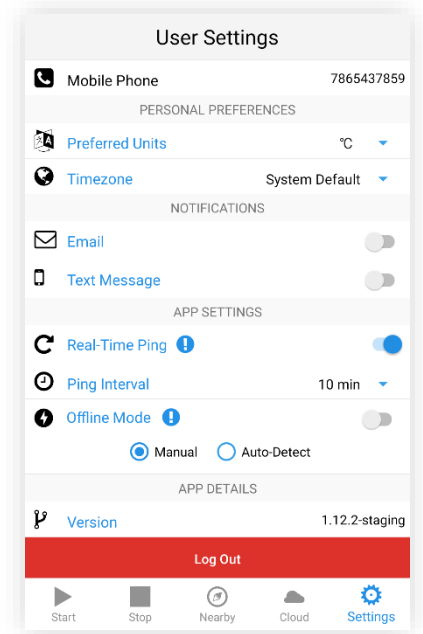 User Settings
Mobile Phone 7865437859
PERSONAL PREFERENCES
Preferred Units °C
Timezone System Default
NOTIFICATIONS
Email
Text Message
APP SETTINGS
Real-Time Ping
Ping Interval 10 min
Offline Mode
Manual Auto-Detect
APP DETAILS
Version 1.12.2-staging
Log Out
Start Stop Nearby Cloud Settings